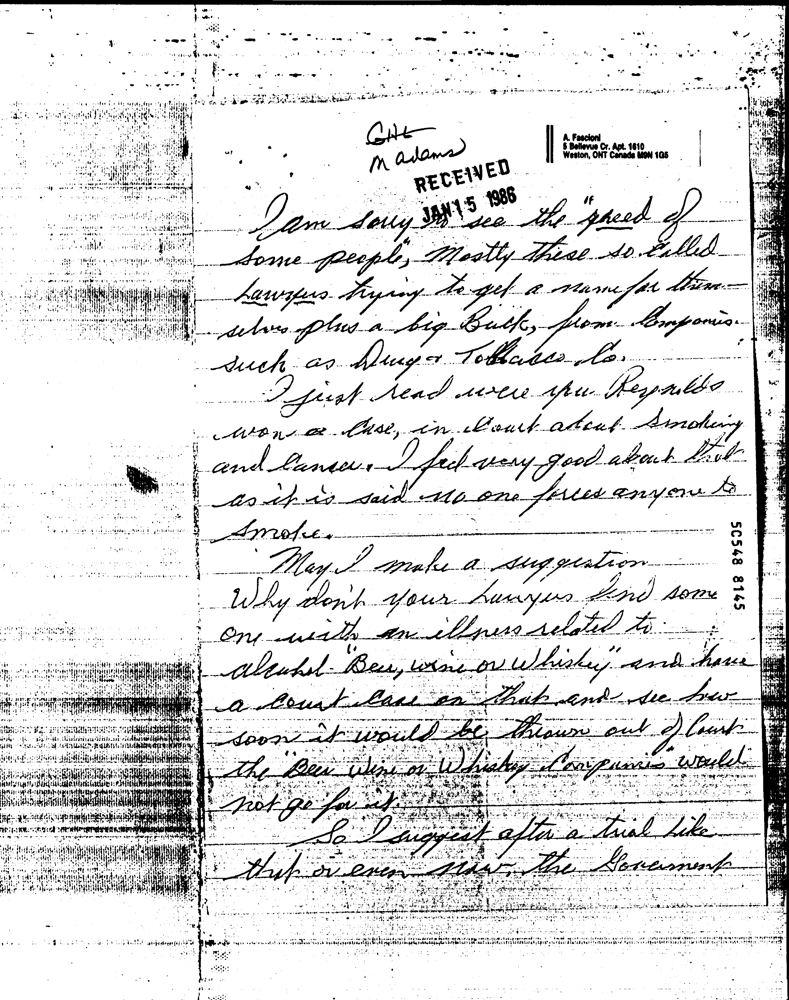 GHL
M adams
A. Fascioni
5 Bellevue Cr. Apt. 1610
Weston, ONT Canada M9N 1G5
RECEIVED
JAN 15 1986
I am sorry to see the "greed of
some people", mostly these so called
Lawyers trying to get a name for them-
selves plus a big Buck, from Companies
such as Drug & Tobbacco Co.
I just read were you Reynolds
won a Case, in Court about Smoking
and Cancer. I feel very good about that
as it is said no one forces anyone to
Smoke.
May I make a suggestion
Why don't your Lawyers find some
one with an illness related to
alcohol "Beer, wine or Whiskey" and have
a court case on that and see how
soon it would be thrown out of Court
the "Beer Wine or Whiskey Companies" would
not go for it.
So I suggest after a trial like
that or even now, the Goverment
50548 8145